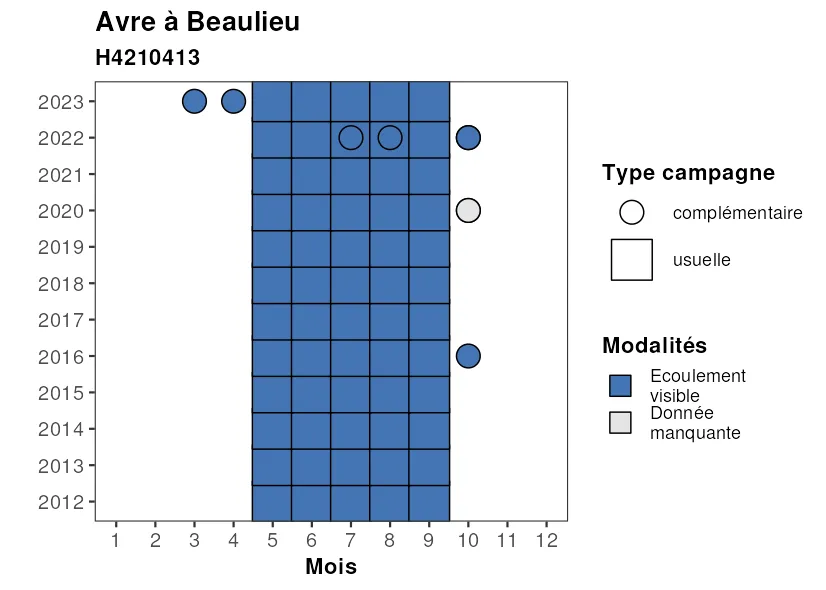 Avre à Beaulieu
H4210413
2023
2022
2021
2020
2019
2018
2017
2016
2015
2014
2013
2012
1 2 3 4 5 6 7 8 9 10 11 12
Mois
Type campagne
complémentaire
usuelle
Modalités
Ecoulement
visible
Donnée
manquante